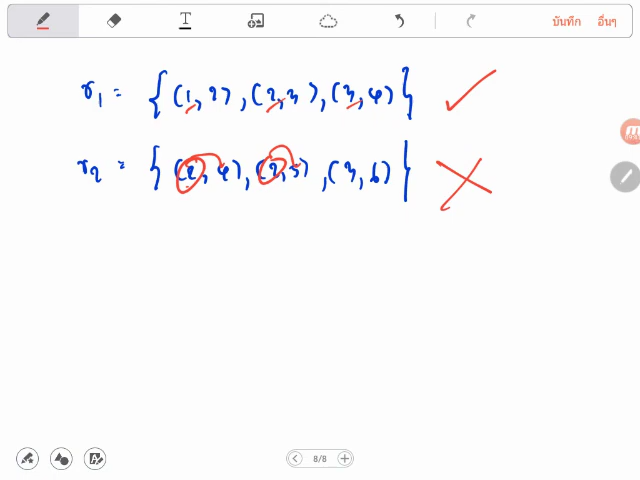 T
บันทึก อื่นๆ
r₁ = {(1, 2), (2, 3), (3, 4)}
r₂ = {(2, 4), (2, 5), (3, 6)}
8/8